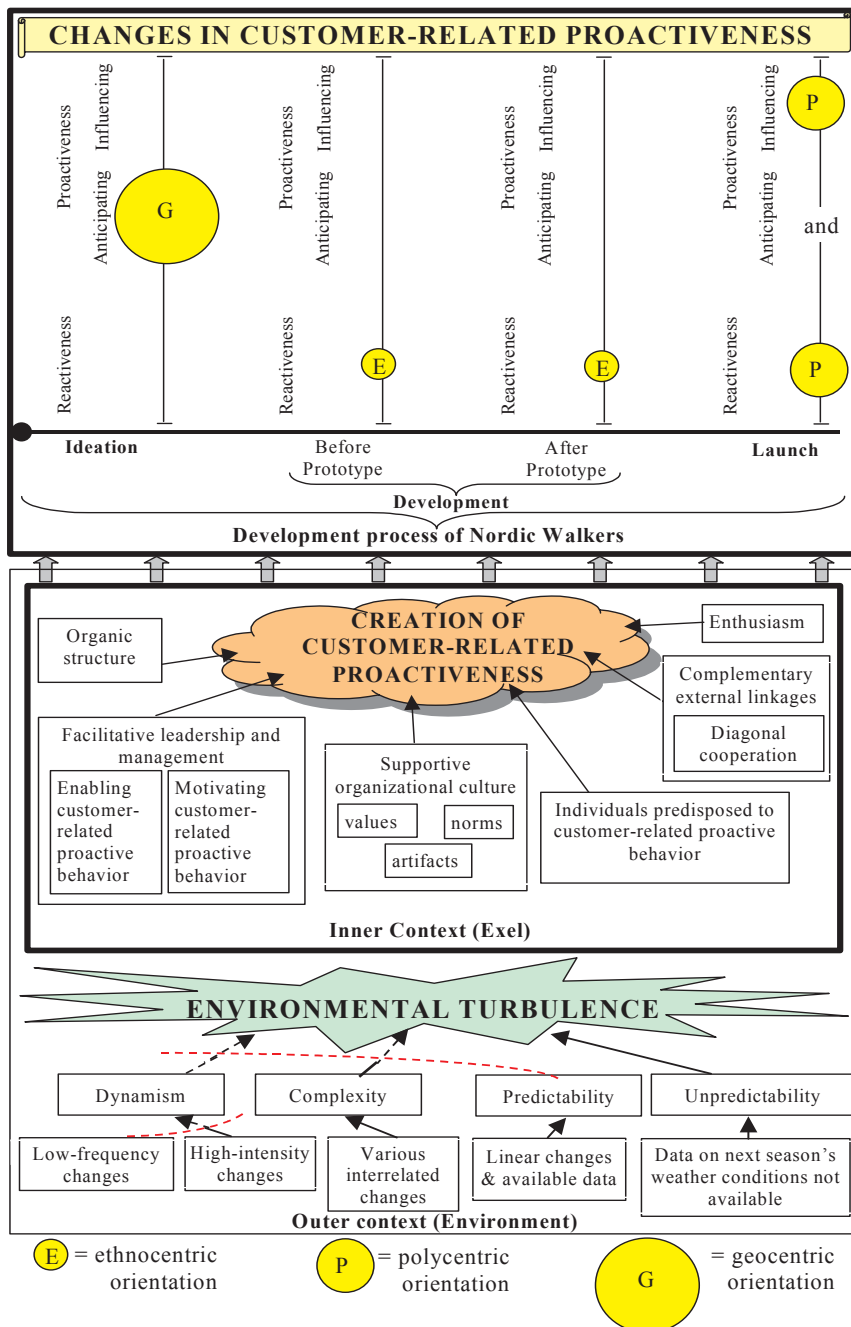 CHANGES IN CUSTOMER-RELATED PROACTIVENESS
Reactiveness
Proactiveness
Anticipating Influencing
G
Reactiveness
Proactiveness
Anticipating Influencing
E
Reactiveness
Proactiveness
Anticipating Influencing
E
Reactiveness
Proactiveness
Anticipating Influencing
P
and
P
Ideation
Before
Prototype
After
Prototype
Launch
Development
Development process of Nordic Walkers
CREATION OF
CUSTOMER-RELATED
PROACTIVENESS
Organic
structure
Enthusiasm
Complementary
external linkages
Diagonal
cooperation
Facilitative leadership and
management
Enabling
customer-
related
proactive
behavior
Motivating
customer-
related
proactive
behavior
Supportive
organizational culture
values
norms
artifacts
Individuals predisposed to
customer-related proactive
behavior
Inner Context (Exel)
ENVIRONMENTAL TURBULENCE
Dynamism
Complexity
Predictability
Unpredictability
Low-frequency
changes
High-intensity
changes
Various
interrelated
changes
Linear changes
& available data
Data on next season’s
weather conditions not
available
Outer context (Environment)
E = ethnocentric
orientation
P = polycentric
orientation
G = geocentric
orientation